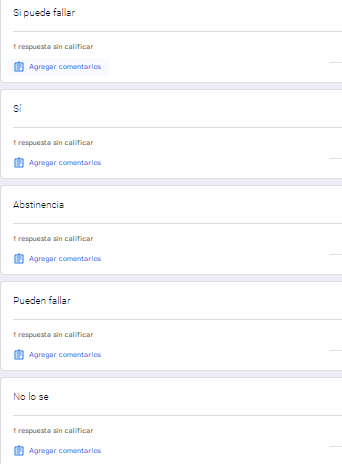 Si puede fallar
1 respuesta sin calificar
Agregar comentarios
Sí
1 respuesta sin calificar
Agregar comentarios
Abstinencia
1 respuesta sin calificar
Agregar comentarios
Pueden fallar
1 respuesta sin calificar
Agregar comentarios
No lo se
1 respuesta sin calificar
Agregar comentarios